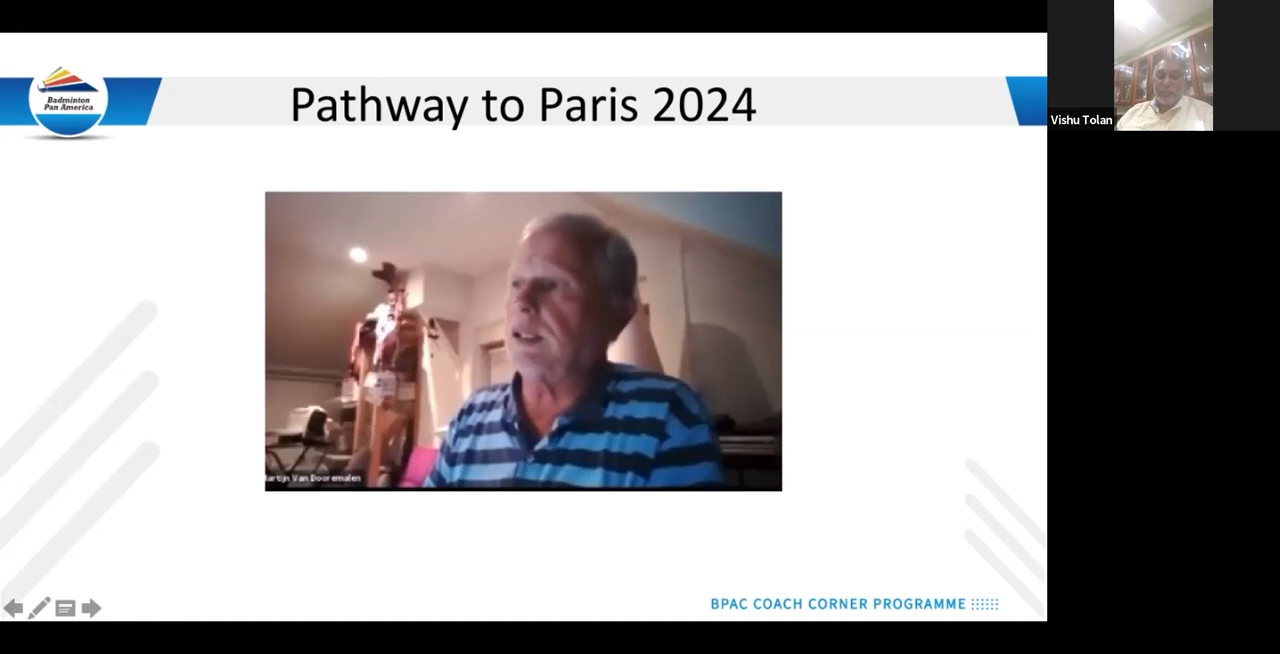 Badminton
Pan America
Pathway to Paris 2024
Vishu Tolan
artijn Van Dooremalen
BPAC COACH CORNER PROGRAMME